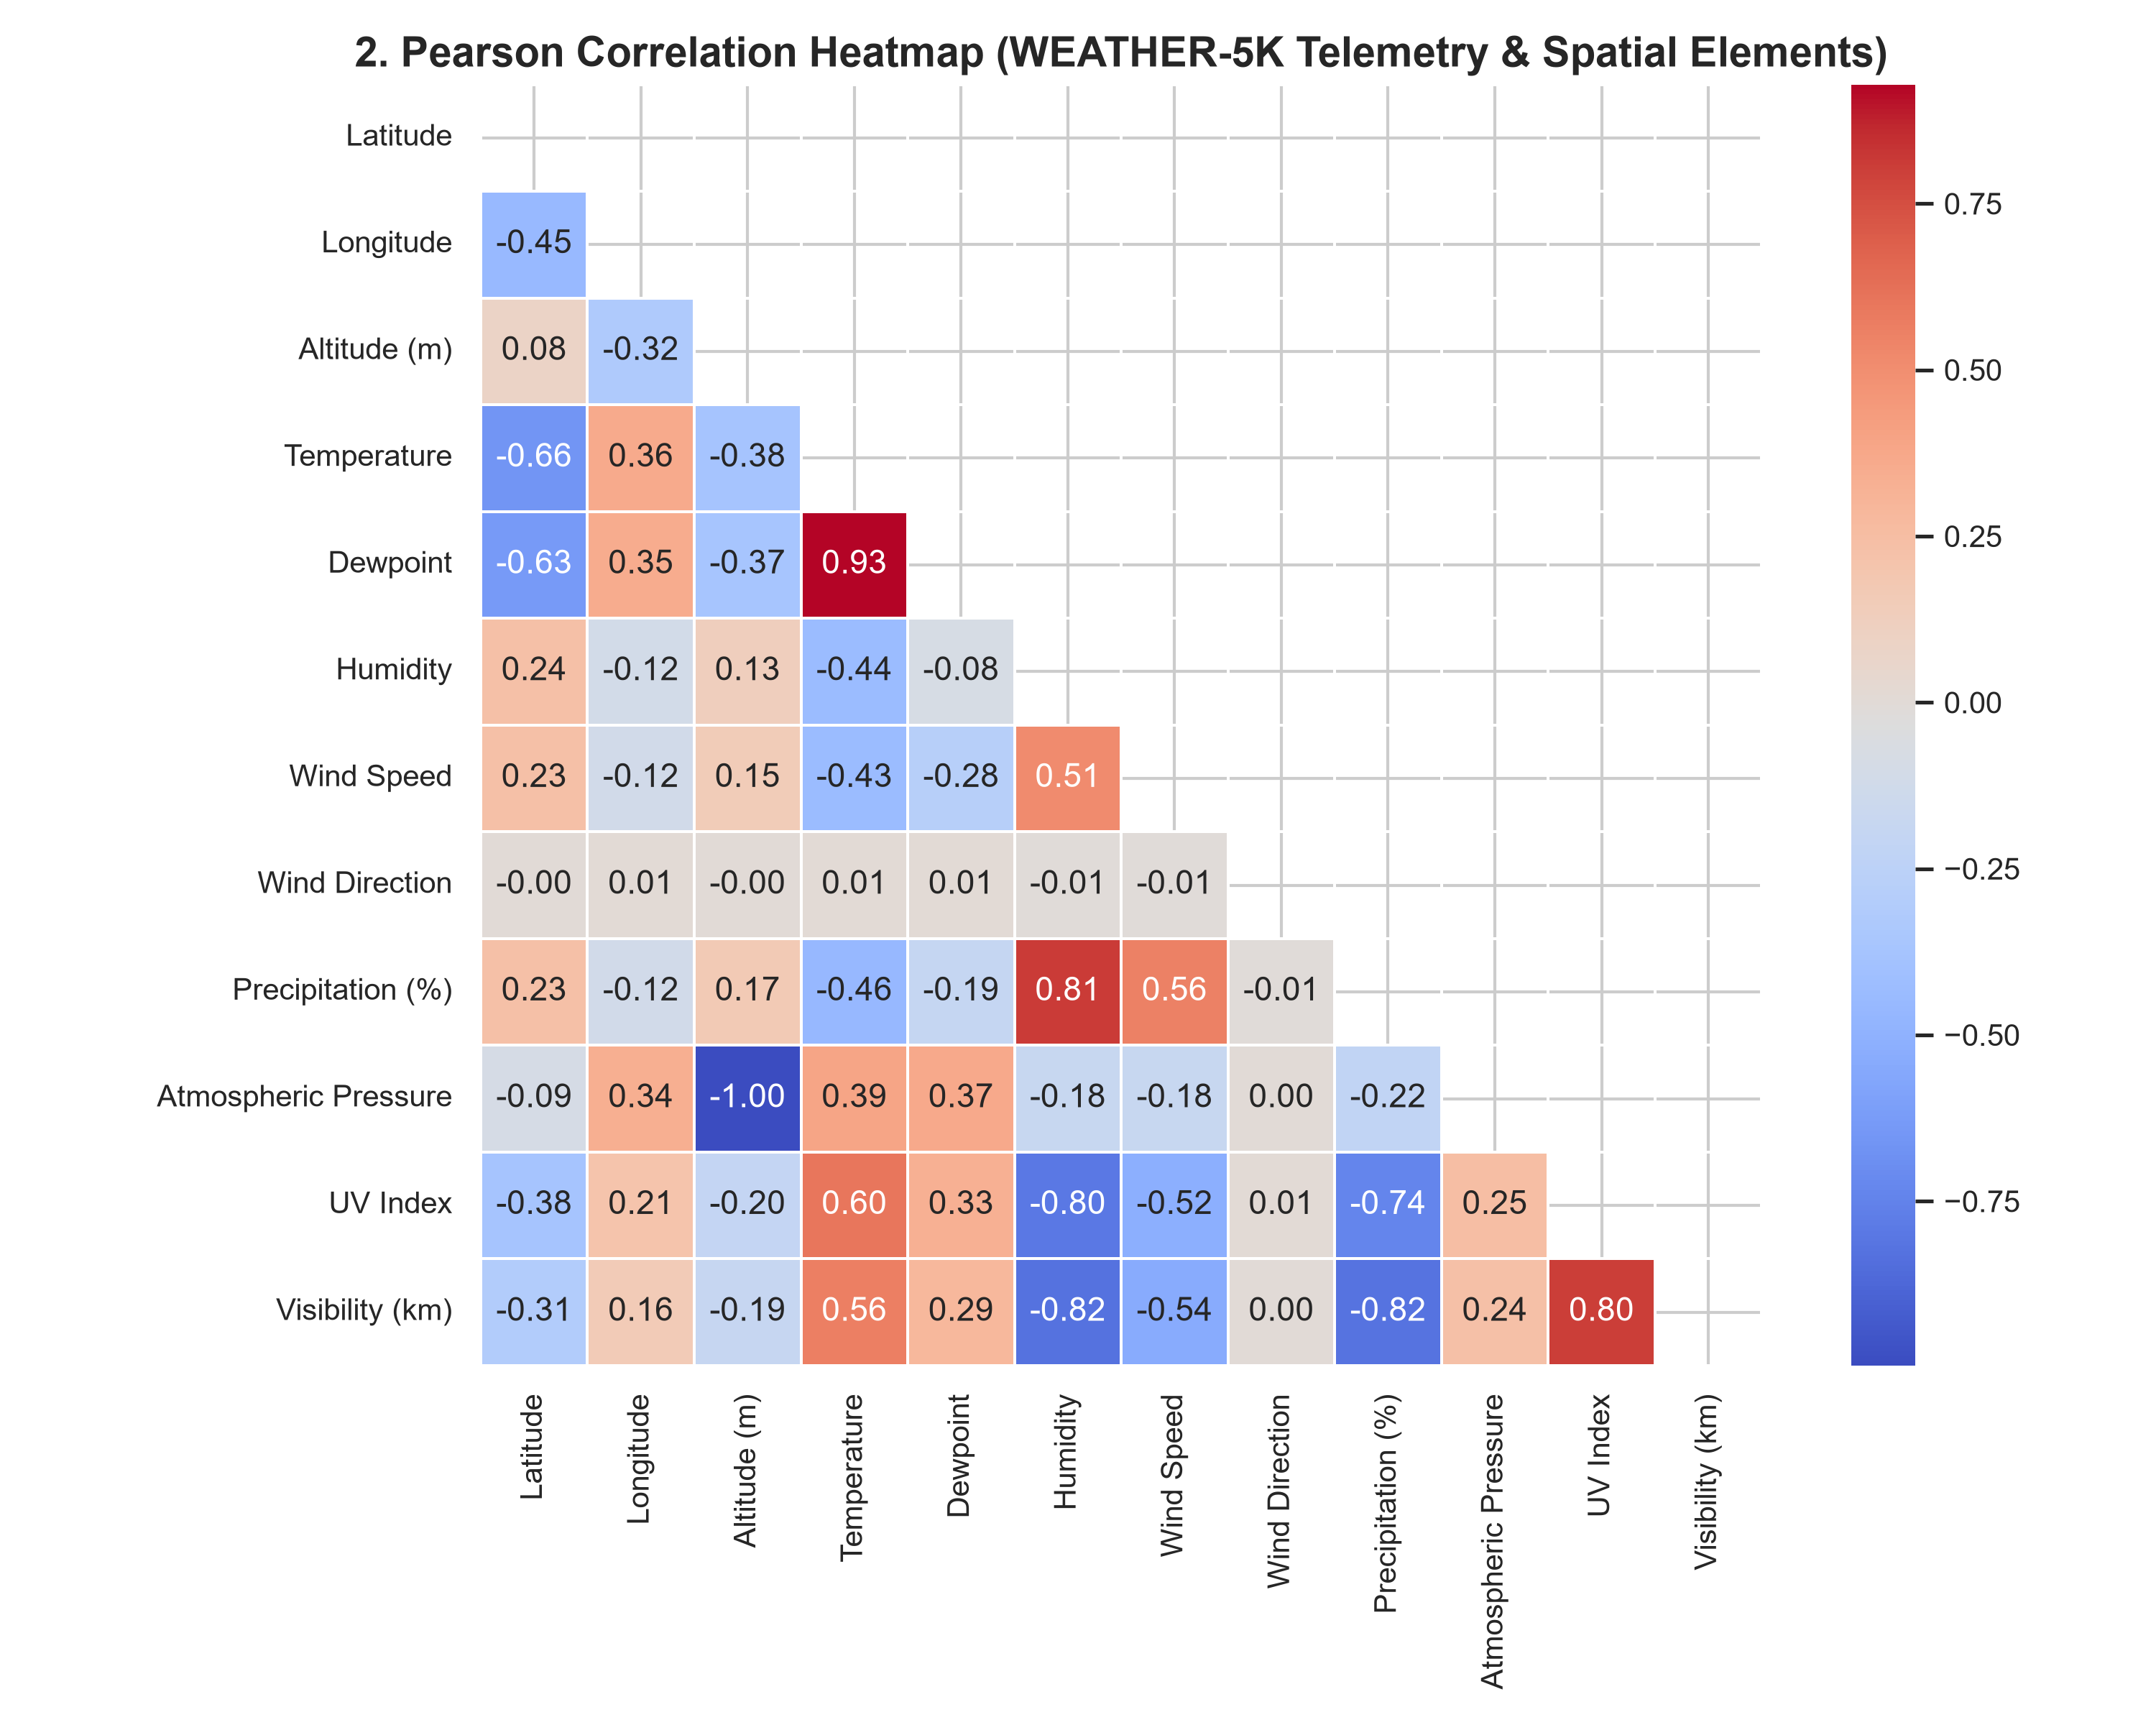 2. Pearson Correlation Heatmap (WEATHER-5K Telemetry & Spatial Elements)
Latitude
Longitude -0.45
Altitude (m) 0.08 -0.32
Temperature -0.66 0.36 -0.38
Dewpoint -0.63 0.35 -0.37 0.93
Humidity 0.24 -0.12 0.13 -0.44 -0.08
Wind Speed 0.23 -0.12 0.15 -0.43 -0.28 0.51
Wind Direction -0.00 0.01 -0.00 0.01 0.01 -0.01 -0.01
Precipitation (%) 0.23 -0.12 0.17 -0.46 -0.19 0.81 0.56 -0.01
Atmospheric Pressure -0.09 0.34 -1.00 0.39 0.37 -0.18 -0.18 0.00 -0.22
UV Index -0.38 0.21 -0.20 0.60 0.33 -0.80 -0.52 0.01 -0.74 0.25
Visibility (km) -0.31 0.16 -0.19 0.56 0.29 -0.82 -0.54 0.00 -0.82 0.24 0.80
Latitude
Longitude
Altitude (m)
Temperature
Dewpoint
Humidity
Wind Speed
Wind Direction
Precipitation (%)
Atmospheric Pressure
UV Index
Visibility (km)
0.75
0.50
0.25
0.00
−0.25
−0.50
−0.75